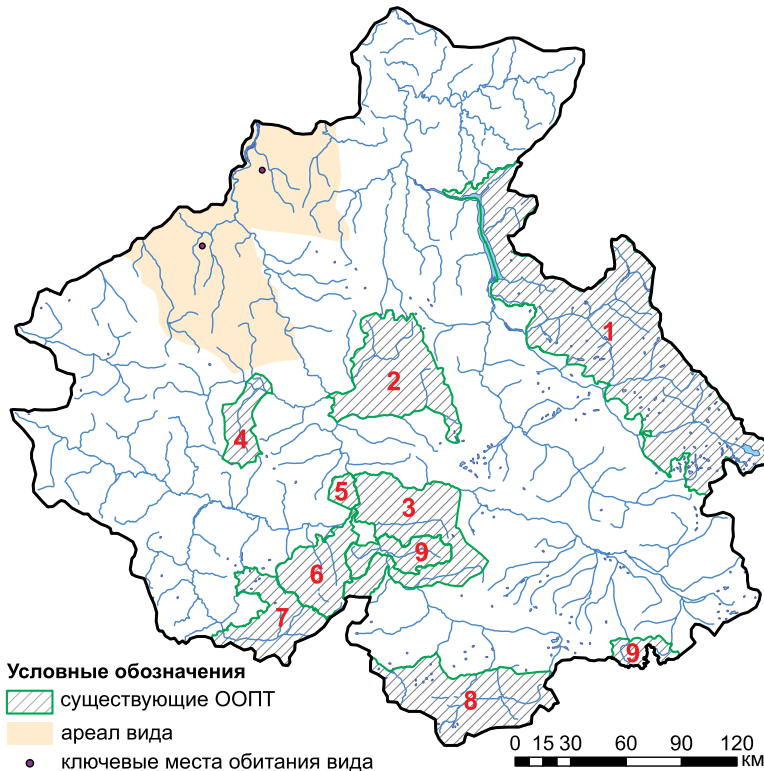 1
2
4
5
3
9
6
7
9
8
Условные обозначения
существующие ООПТ
ареал вида
ключевые места обитания вида
0 15 30 60 90 120
км